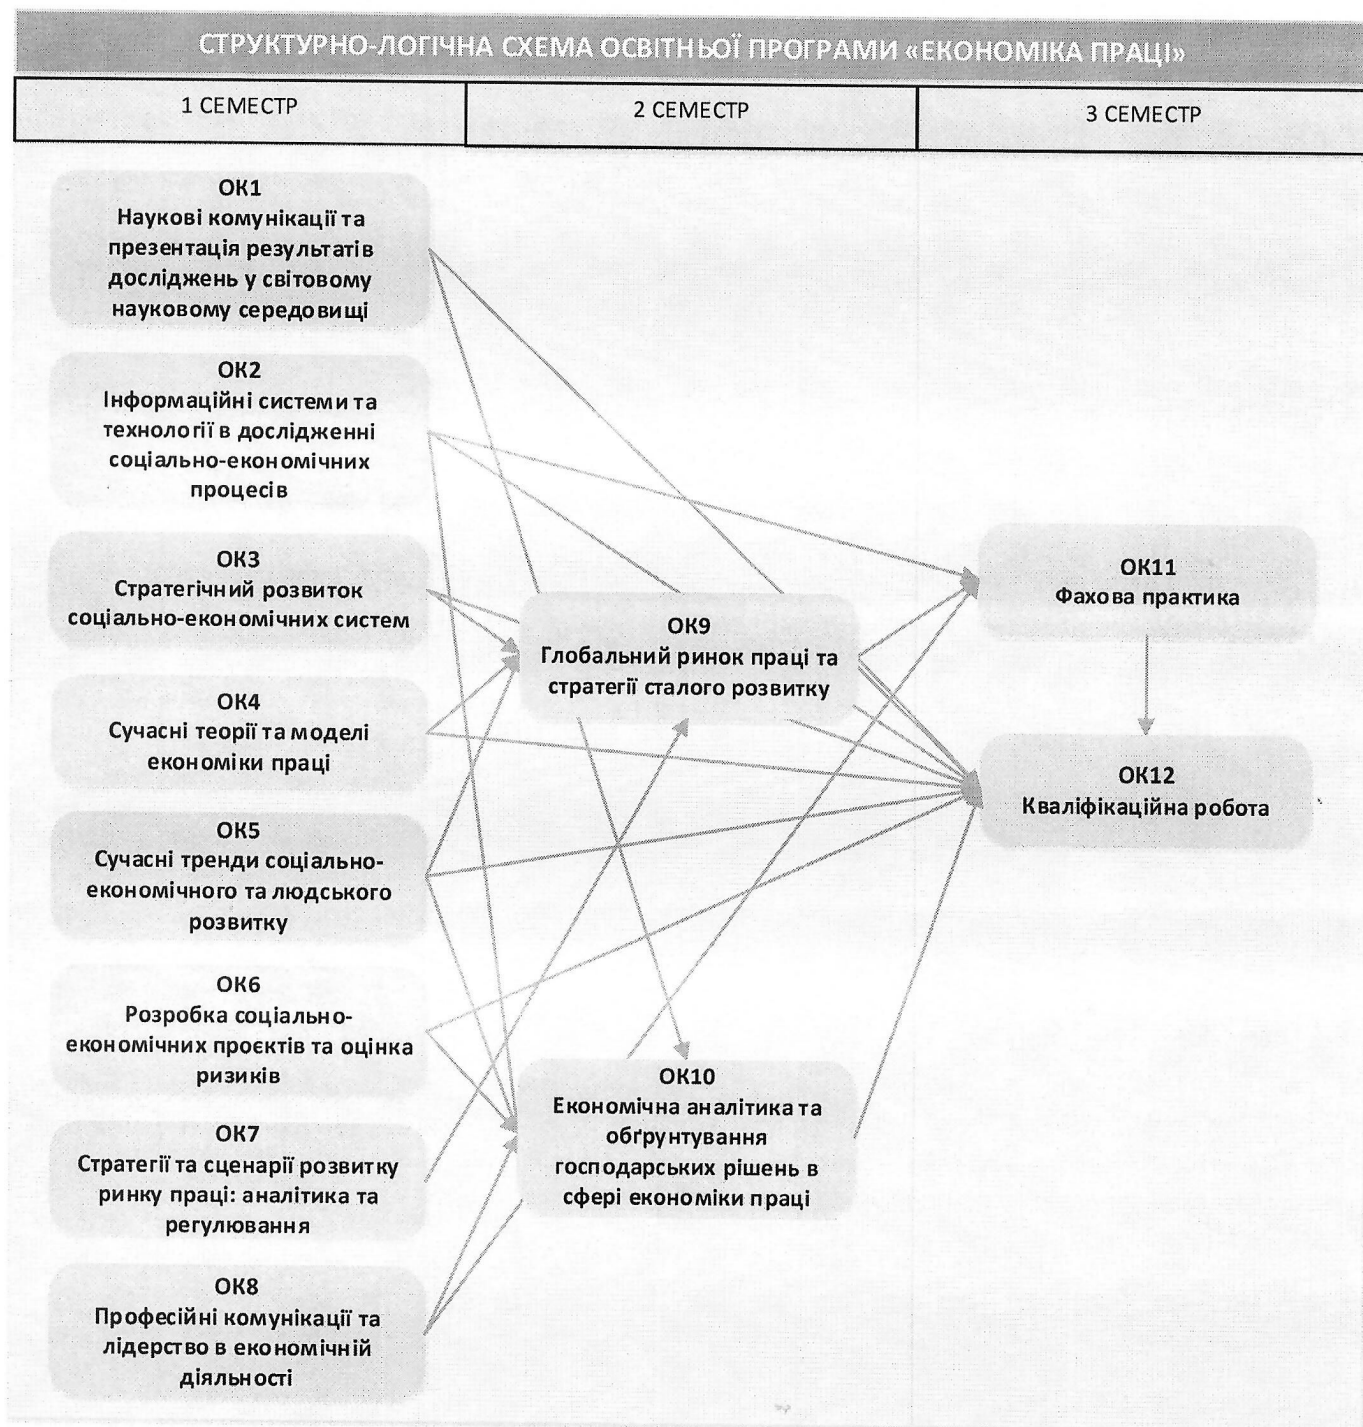 СТРУКТУРНО-ЛОГІЧНА СХЕМА ОСВІТНЬОЇ ПРОГРАМИ «ЕКОНОМІКА ПРАЦІ»
1 СЕМЕСТР
2 СЕМЕСТР
3 СЕМЕСТР
ОК1
Наукові комунікації та
презентація результатів
досліджень у світовому
науковому середовищі
ОК2
Інформаційні системи та
технології в дослідженні
соціально-економічних
процесів
ОК3
Стратегічний розвиток
соціально-економічних систем
ОК4
Сучасні теорії та моделі
економіки праці
ОК5
Сучасні тренди соціально-
економічного та людського
розвитку
ОК6
Розробка соціально-
економічних проєктів та оцінка
ризиків
ОК7
Стратегії та сценарії розвитку
ринку праці: аналітика та
регулювання
ОК8
Професійні комунікації та
лідерство в економічній
діяльності
ОК9
Глобальний ринок праці та
стратегії сталого розвитку
ОК10
Економічна аналітика та
обґрунтування
господарських рішень в
сфері економіки праці
ОК11
Фахова практика
ОК12
Кваліфікаційна робота